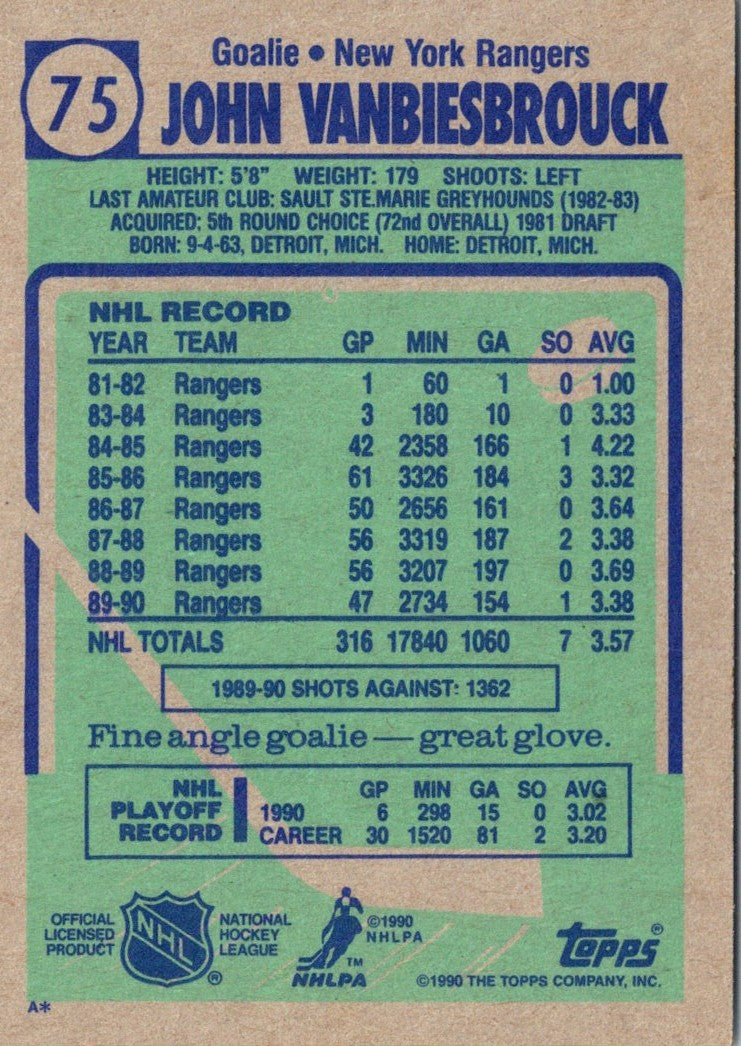 75
Goalie • New York Rangers
JOHN VANBIESBROUCK
HEIGHT: 5'8" WEIGHT: 179 SHOOTS: LEFT
LAST AMATEUR CLUB: SAULT STE.MARIE GREYHOUNDS (1982-83)
ACQUIRED: 5th ROUND CHOICE (72nd OVERALL) 1981 DRAFT
BORN: 9-4-63, DETROIT, MICH. HOME: DETROIT, MICH.
NHL RECORD
YEAR TEAM GP MIN GA SO AVG
81-82 Rangers 1 60 1 0 1.00
83-84 Rangers 3 180 10 0 3.33
84-85 Rangers 42 2358 166 1 4.22
85-86 Rangers 61 3326 184 3 3.32
86-87 Rangers 50 2656 161 0 3.64
87-88 Rangers 56 3319 187 2 3.38
88-89 Rangers 56 3207 197 0 3.69
89-90 Rangers 47 2734 154 1 3.38
NHL TOTALS 316 17840 1060 7 3.57
1989-90 SHOTS AGAINST: 1362
Fine angle goalie — great glove.
NHL PLAYOFF RECORD
GP MIN GA SO AVG
1990 6 298 15 0 3.02
CAREER 30 1520 81 2 3.20
OFFICIAL
LICENSED
PRODUCT
NHL
®
NATIONAL
HOCKEY
LEAGUE
©1990
NHLPA
TM
NHLPA
Topps®
©1990 THE TOPPS COMPANY, INC.
A*